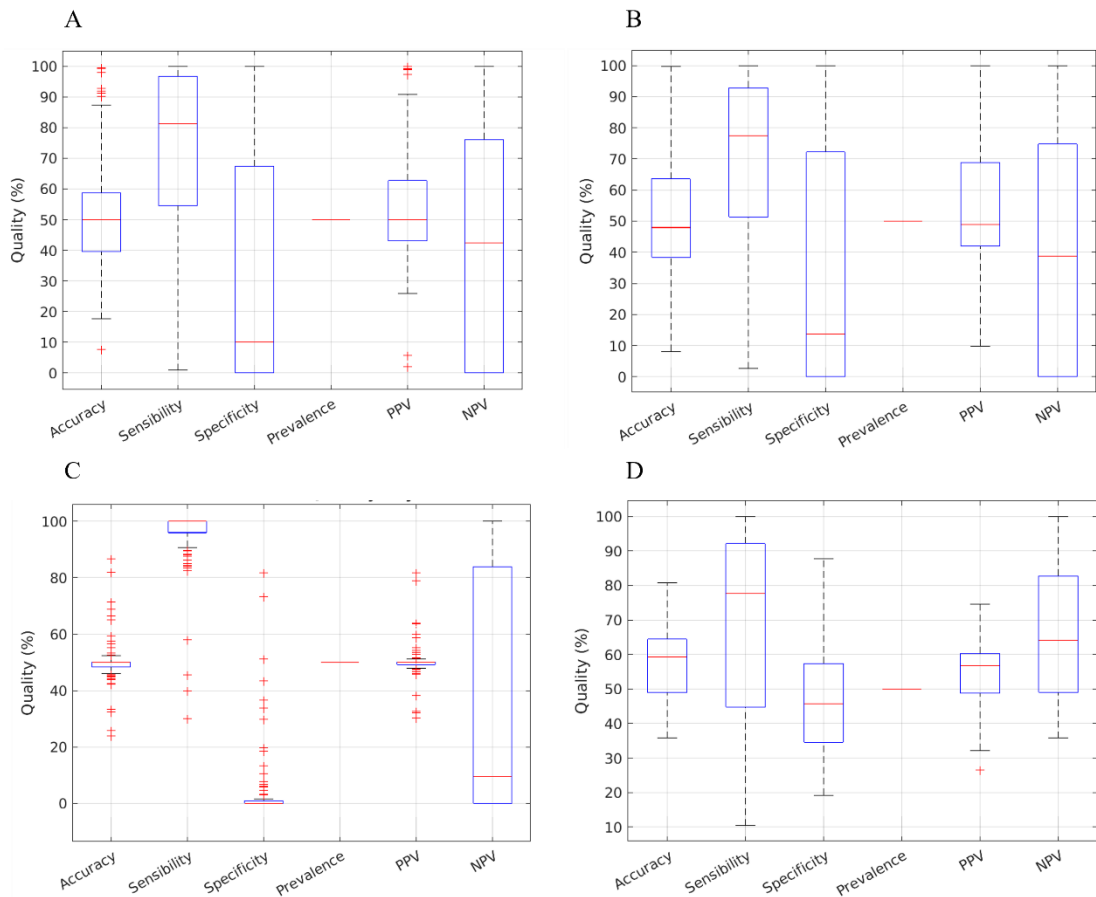 A
B
100
90
80
70
60
50
40
30
20
10
0
Quality (%)
Accuracy
Sensibility
Specificity
Prevalence
PPV
NPV
100
90
80
70
60
50
40
30
20
10
0
Quality (%)
Accuracy
Sensibility
Specificity
Prevalence
PPV
NPV
C
D
100
80
60
40
20
0
Quality (%)
Accuracy
Sensibility
Specificity
Prevalence
PPV
NPV
100
90
80
70
60
50
40
30
20
10
Quality (%)
Accuracy
Sensibility
Specificity
Prevalence
PPV
NPV